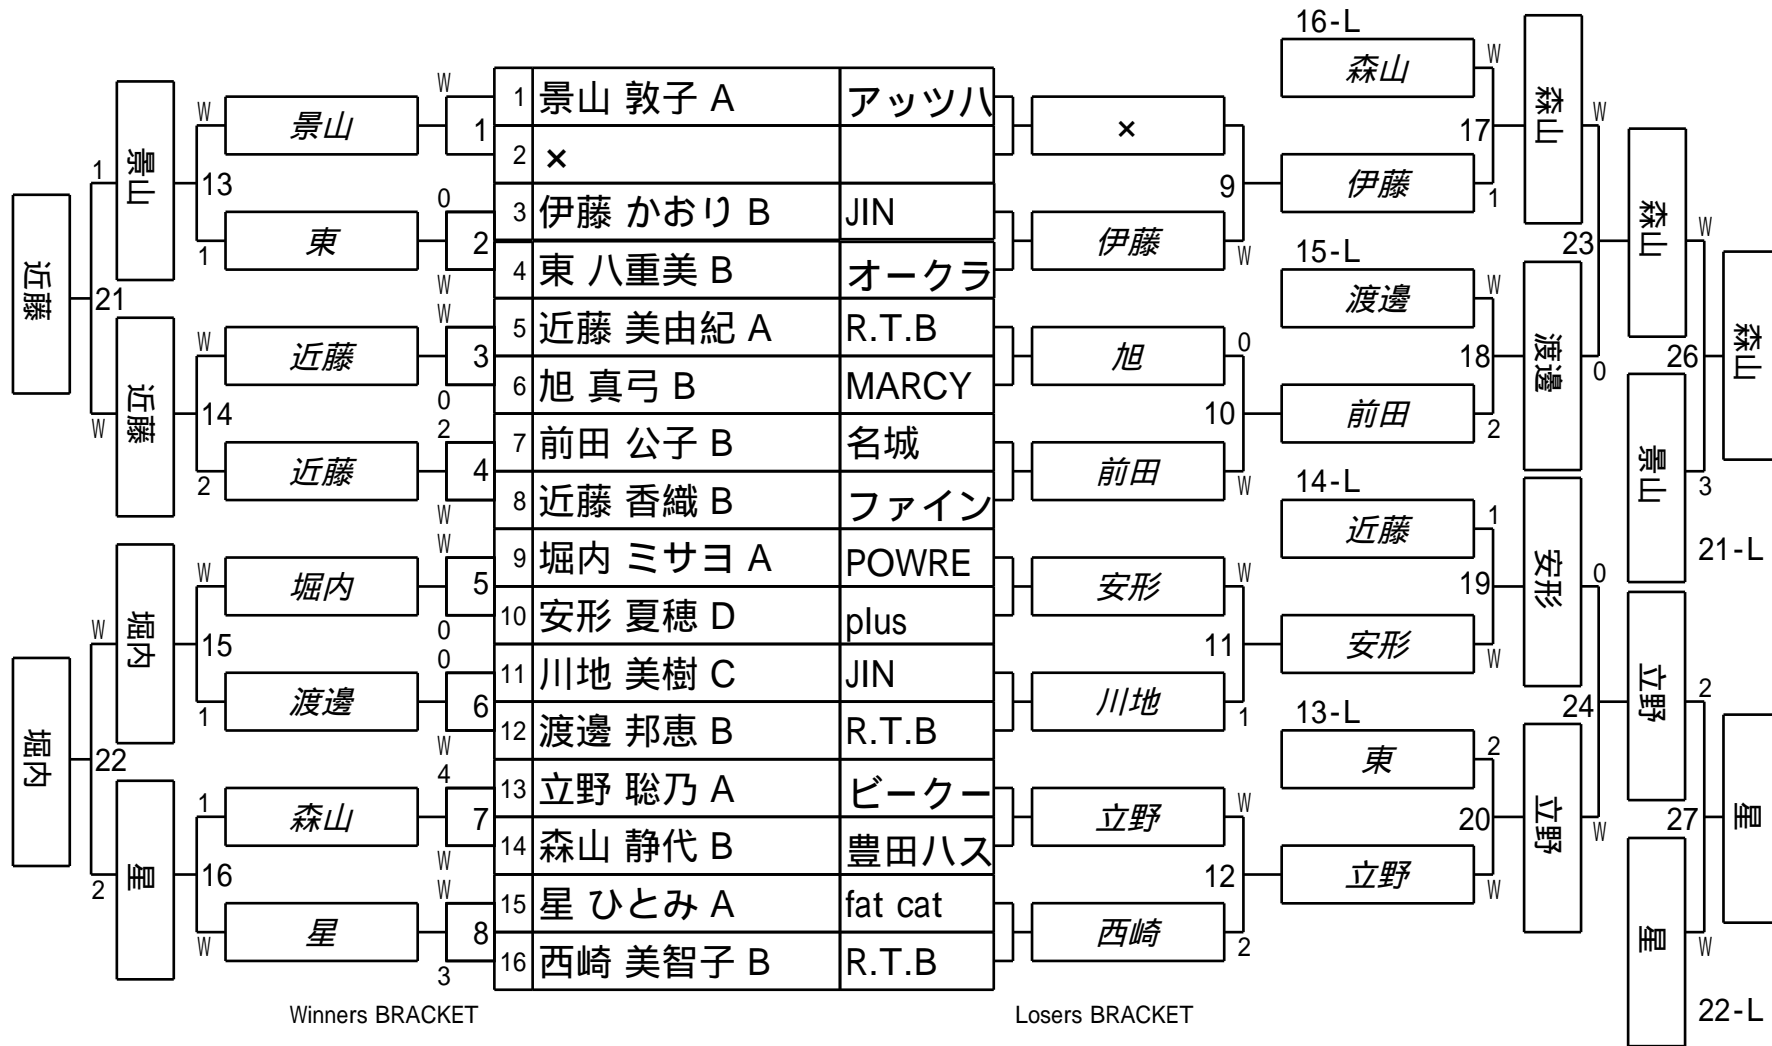 16-L
W
景山
東
近藤
近藤
堀内
渡邊
森山
星
景山
近藤
堀内
星
近藤
堀内
W
1
W
2
W
1
1
W
1
W
W
2
13
14
15
16
21
22
W
0
W
W
0
2
W
W
0
0
W
4
W
W
3
1
2
3
4
5
6
7
8
1 景山 敦子 A アッツハ
2 ×
3 伊藤 かおり B JIN
4 東 八重美 B オークラ
5 近藤 美由紀 A R.T.B
6 旭 真弓 B MARCY
7 前田 公子 B 名城
8 近藤 香織 B ファイン
9 堀内 ミサヨ A POWRE
10 安形 夏穂 D plus
11 川地 美樹 C JIN
12 渡邊 邦恵 B R.T.B
13 立野 聡乃 A ビークー
14 森山 静代 B 豊田ハス
15 星 ひとみ A fat cat
16 西崎 美智子 B R.T.B
×
伊藤
W
旭
0
前田
W
安形
W
川地
1
立野
W
西崎
2
9
10
11
12
森山
W
伊藤
1
17
15-L
渡邊
W
前田
2
18
14-L
近藤
1
安形
W
19
13-L
東
2
立野
W
20
森山
W
渡邊
0
23
安形
0
立野
W
24
森山
W
景山
3
21-L
26
立野
2
星
W
22-L
27
森山
星
Winners BRACKET
Losers BRACKET